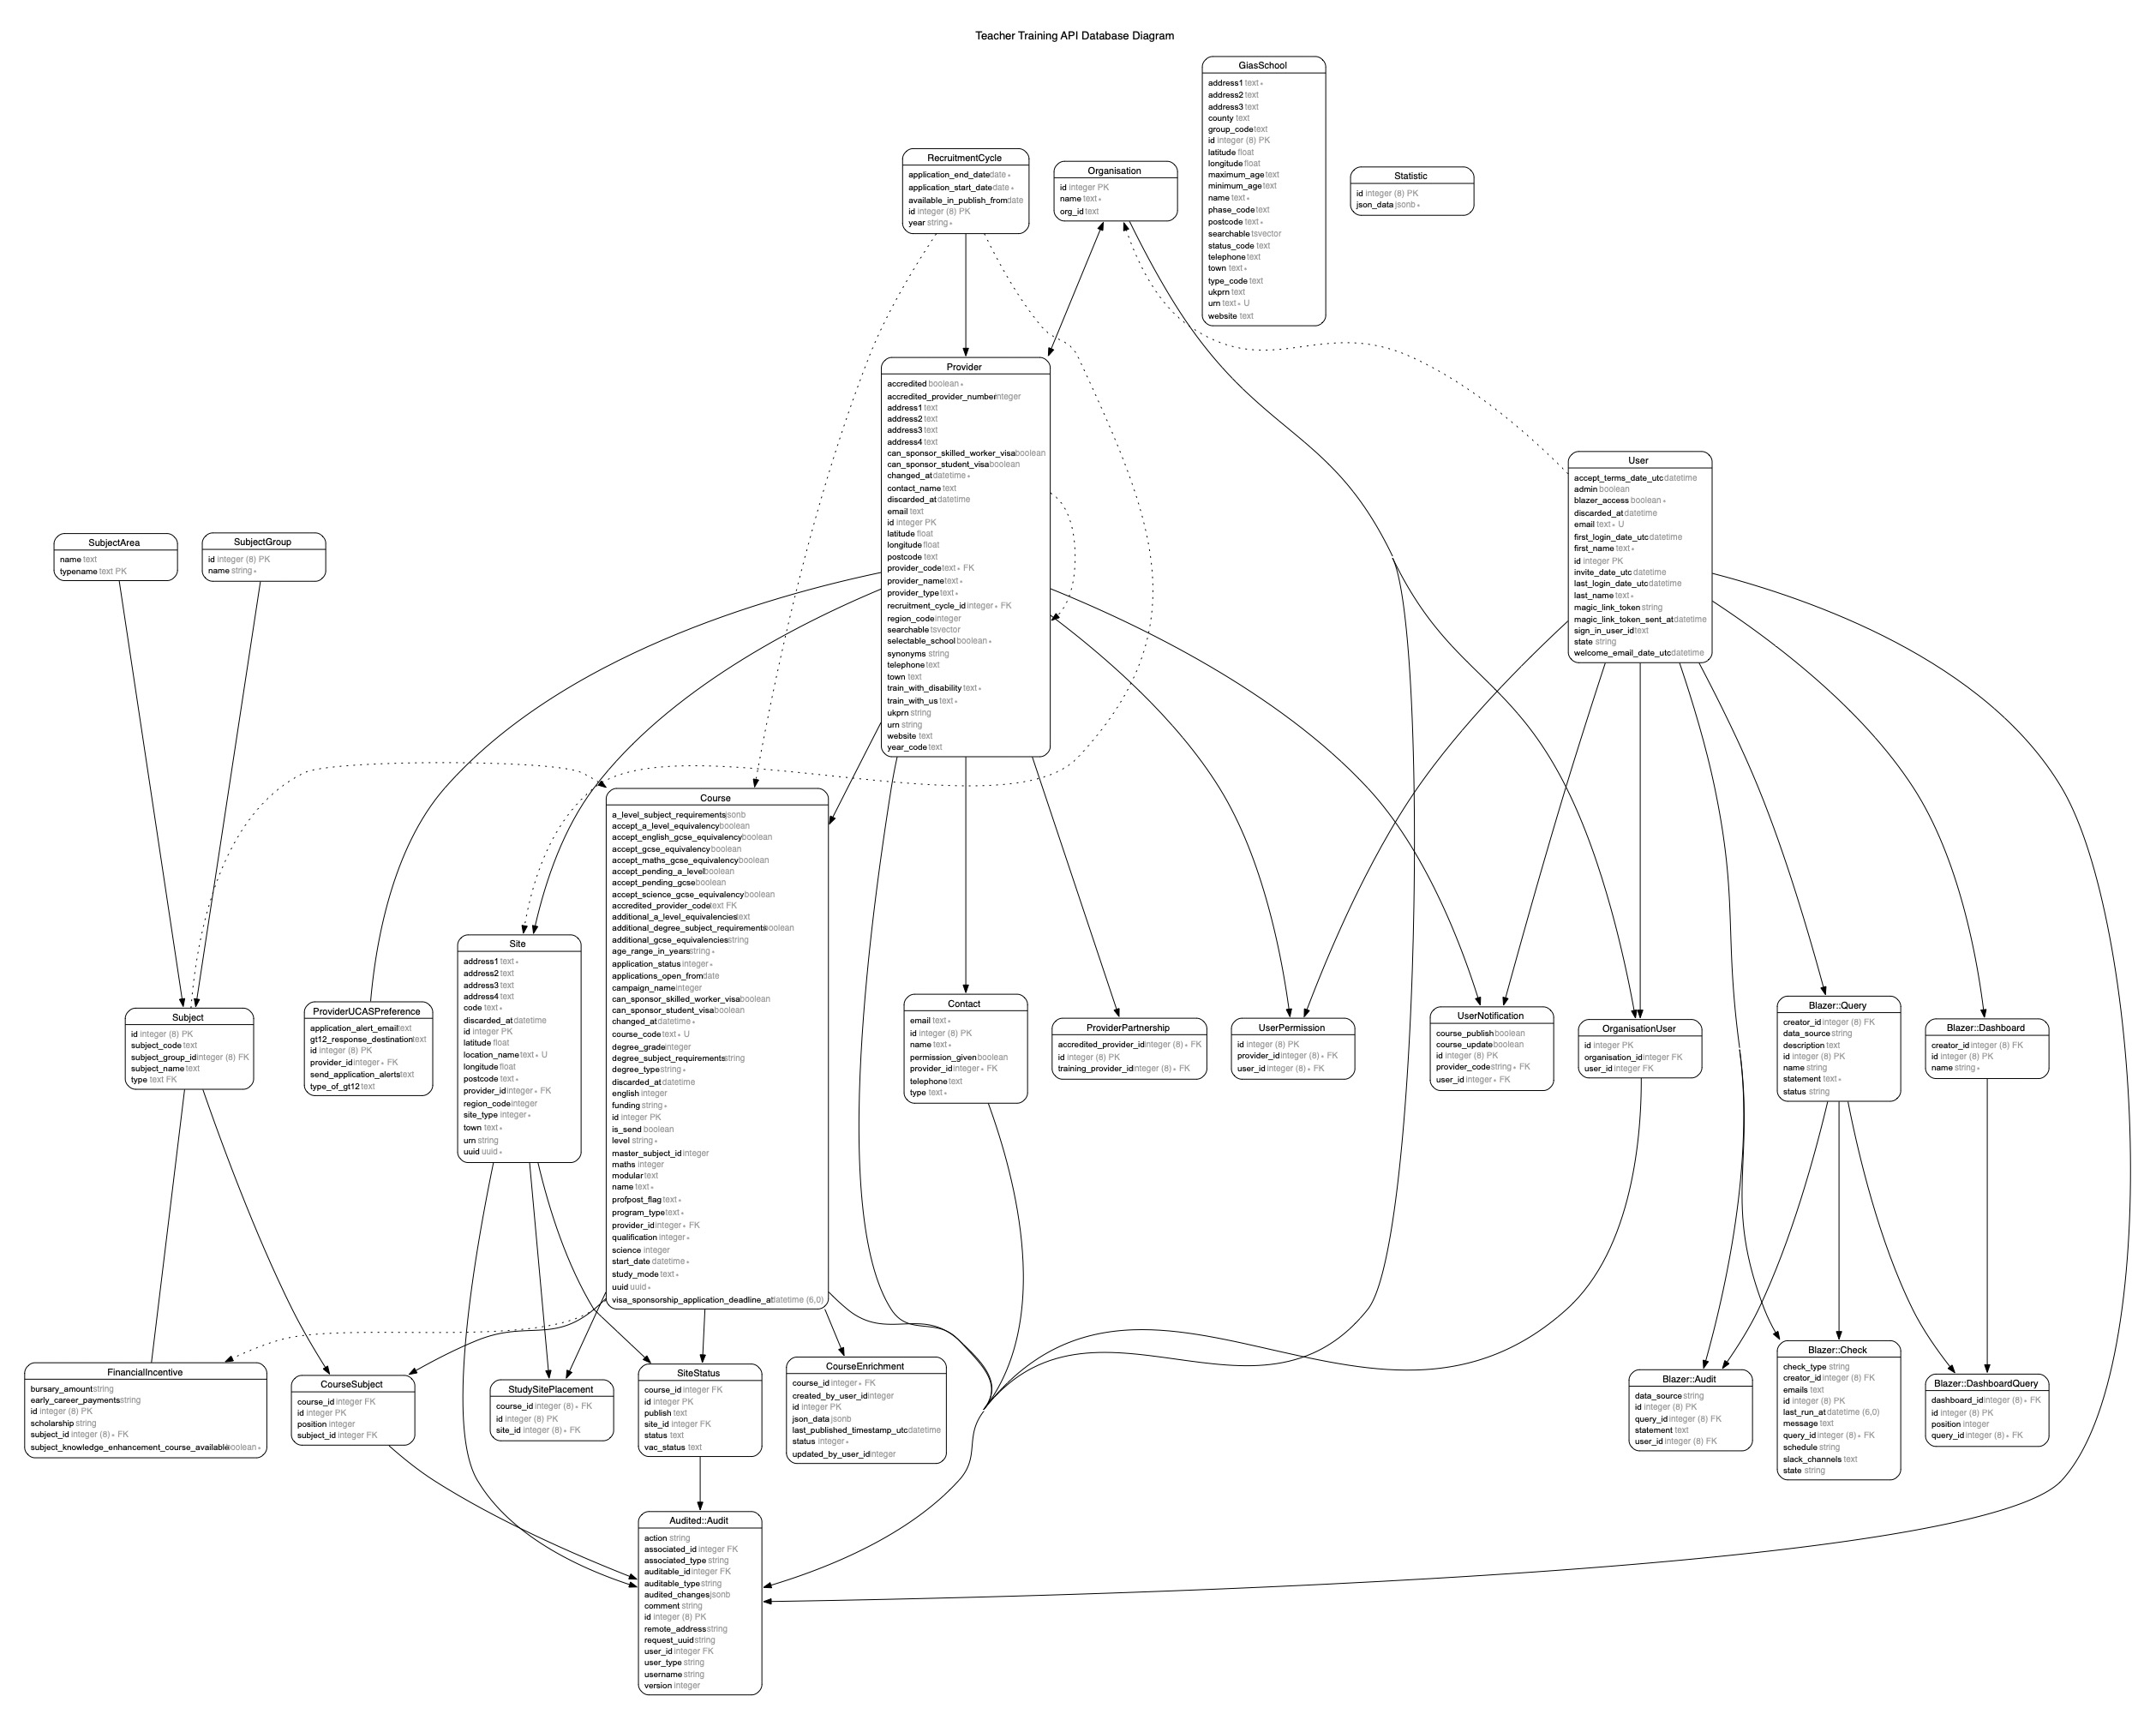 Teacher Training API Database Diagram
GiasSchool
address1 text ∗
address2 text
address3 text
county text
group_code text
id integer (8) PK
latitude float
longitude float
maximum_age text
minimum_age text
name text ∗
phase_code text
postcode text ∗
searchable tsvector
status_code text
telephone text
town text ∗
type_code text
ukprn text
urn text ∗ U
website text
RecruitmentCycle
application_end_date date ∗
application_start_date date ∗
available_in_publish_from date
id integer (8) PK
year string ∗
Organisation
id integer PK
name text ∗
org_id text
Statistic
id integer (8) PK
json_data jsonb ∗
Provider
accredited boolean ∗
accredited_provider_number integer
address1 text
address2 text
address3 text
address4 text
can_sponsor_skilled_worker_visa boolean
can_sponsor_student_visa boolean
changed_at datetime ∗
contact_name text
discarded_at datetime
email text
id integer PK
latitude float
longitude float
postcode text
provider_code text ∗ FK
provider_name text ∗
provider_type text ∗
recruitment_cycle_id integer ∗ FK
region_code integer
searchable tsvector
selectable_school boolean ∗
synonyms string
telephone text
town text
train_with_disability text ∗
train_with_us text ∗
ukprn string
urn string
website text
year_code text
User
accept_terms_date_utc datetime
admin boolean
blazer_access boolean ∗
discarded_at datetime
email text ∗ U
first_login_date_utc datetime
first_name text ∗
id integer PK
invite_date_utc datetime
last_login_date_utc datetime
last_name text ∗
magic_link_token string
magic_link_token_sent_at datetime
sign_in_user_id text
state string
welcome_email_date_utc datetime
SubjectArea
name text
typename text PK
SubjectGroup
id integer (8) PK
name string ∗
Course
a_level_subject_requirements jsonb
accept_a_level_equivalency boolean
accept_english_gcse_equivalency boolean
accept_gcse_equivalency boolean
accept_maths_gcse_equivalency boolean
accept_pending_a_level boolean
accept_pending_gcse boolean
accept_science_gcse_equivalency boolean
accredited_provider_code text FK
additional_a_level_equivalencies text
additional_degree_subject_requirements boolean
additional_gcse_equivalencies string
age_range_in_years string ∗
application_status integer ∗
applications_open_from date
campaign_name integer
can_sponsor_skilled_worker_visa boolean
can_sponsor_student_visa boolean
changed_at datetime ∗
course_code text ∗ U
degree_grade integer
degree_subject_requirements string
degree_type string ∗
discarded_at datetime
english integer
funding string ∗
id integer PK
is_send boolean
level string ∗
master_subject_id integer
maths integer
modular text
name text ∗
profpost_flag text ∗
program_type text ∗
provider_id integer ∗ FK
qualification integer ∗
science integer
start_date datetime ∗
study_mode text ∗
uuid uuid ∗
visa_sponsorship_application_deadline_at datetime (6,0)
Site
address1 text ∗
address2 text
address3 text
address4 text
code text ∗
discarded_at datetime
id integer PK
latitude float
location_name text ∗ U
longitude float
postcode text ∗
provider_id integer ∗ FK
region_code integer
site_type integer ∗
town text ∗
urn string
uuid uuid ∗
Subject
id integer (8) PK
subject_code text
subject_group_id integer (8) FK
subject_name text
type text FK
ProviderUCASPreference
application_alert_email text
gt12_response_destination text
id integer (8) PK
provider_id integer ∗ FK
send_application_alerts text
type_of_gt12 text
Contact
email text ∗
id integer (8) PK
name text ∗
permission_given boolean
provider_id integer ∗ FK
telephone text
type text ∗
ProviderPartnership
accredited_provider_id integer (8) ∗ FK
id integer (8) PK
training_provider_id integer (8) ∗ FK
UserPermission
id integer (8) PK
provider_id integer (8) ∗ FK
user_id integer (8) ∗ FK
UserNotification
course_publish boolean
course_update boolean
id integer (8) PK
provider_code string ∗ FK
user_id integer ∗ FK
OrganisationUser
id integer PK
organisation_id integer FK
user_id integer FK
Blazer::Query
creator_id integer (8) FK
data_source string
description text
id integer (8) PK
name string
statement text ∗
status string
Blazer::Dashboard
creator_id integer (8) FK
id integer (8) PK
name string ∗
FinancialIncentive
bursary_amount string
early_career_payments string
id integer (8) PK
scholarship string
subject_id integer (8) ∗ FK
subject_knowledge_enhancement_course_available boolean ∗
CourseSubject
course_id integer FK
id integer PK
position integer
subject_id integer FK
StudySitePlacement
course_id integer (8) ∗ FK
id integer (8) PK
site_id integer (8) ∗ FK
SiteStatus
course_id integer FK
id integer PK
publish text
site_id integer FK
status text
vac_status text
CourseEnrichment
course_id integer ∗ FK
created_by_user_id integer
id integer PK
json_data jsonb
last_published_timestamp_utc datetime
status integer ∗
updated_by_user_id integer
Blazer::Audit
data_source string
id integer (8) PK
query_id integer (8) FK
statement text
user_id integer (8) FK
Blazer::Check
check_type string
creator_id integer (8) FK
emails text
id integer (8) PK
last_run_at datetime (6,0)
message text
query_id integer (8) ∗ FK
schedule string
slack_channels text
state string
Blazer::DashboardQuery
dashboard_id integer (8) ∗ FK
id integer (8) PK
position integer
query_id integer (8) ∗ FK
Audited::Audit
action string
associated_id integer FK
associated_type string
auditable_id integer FK
auditable_type string
audited_changes jsonb
comment string
id integer (8) PK
remote_address string
request_uuid string
user_id integer FK
user_type string
username string
version integer